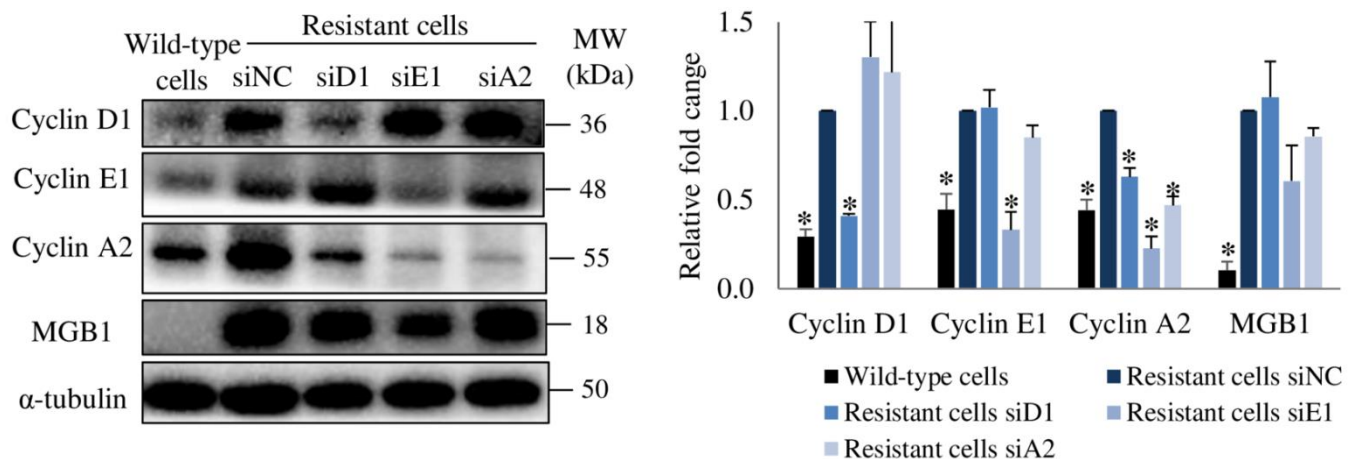 Resistant cells
Wild-type cells
siNC siD1 siE1 siA2
MW (kDa)
Cyclin D1
36
Cyclin E1
48
Cyclin A2
55
MGB1
18
α-tubulin
50
Relative fold cange
1.5
1.0
0.5
0.0
* * * * * * * * *
Cyclin D1 Cyclin E1 Cyclin A2 MGB1
Wild-type cells Resistant cells siNC
Resistant cells siD1 Resistant cells siE1
Resistant cells siA2